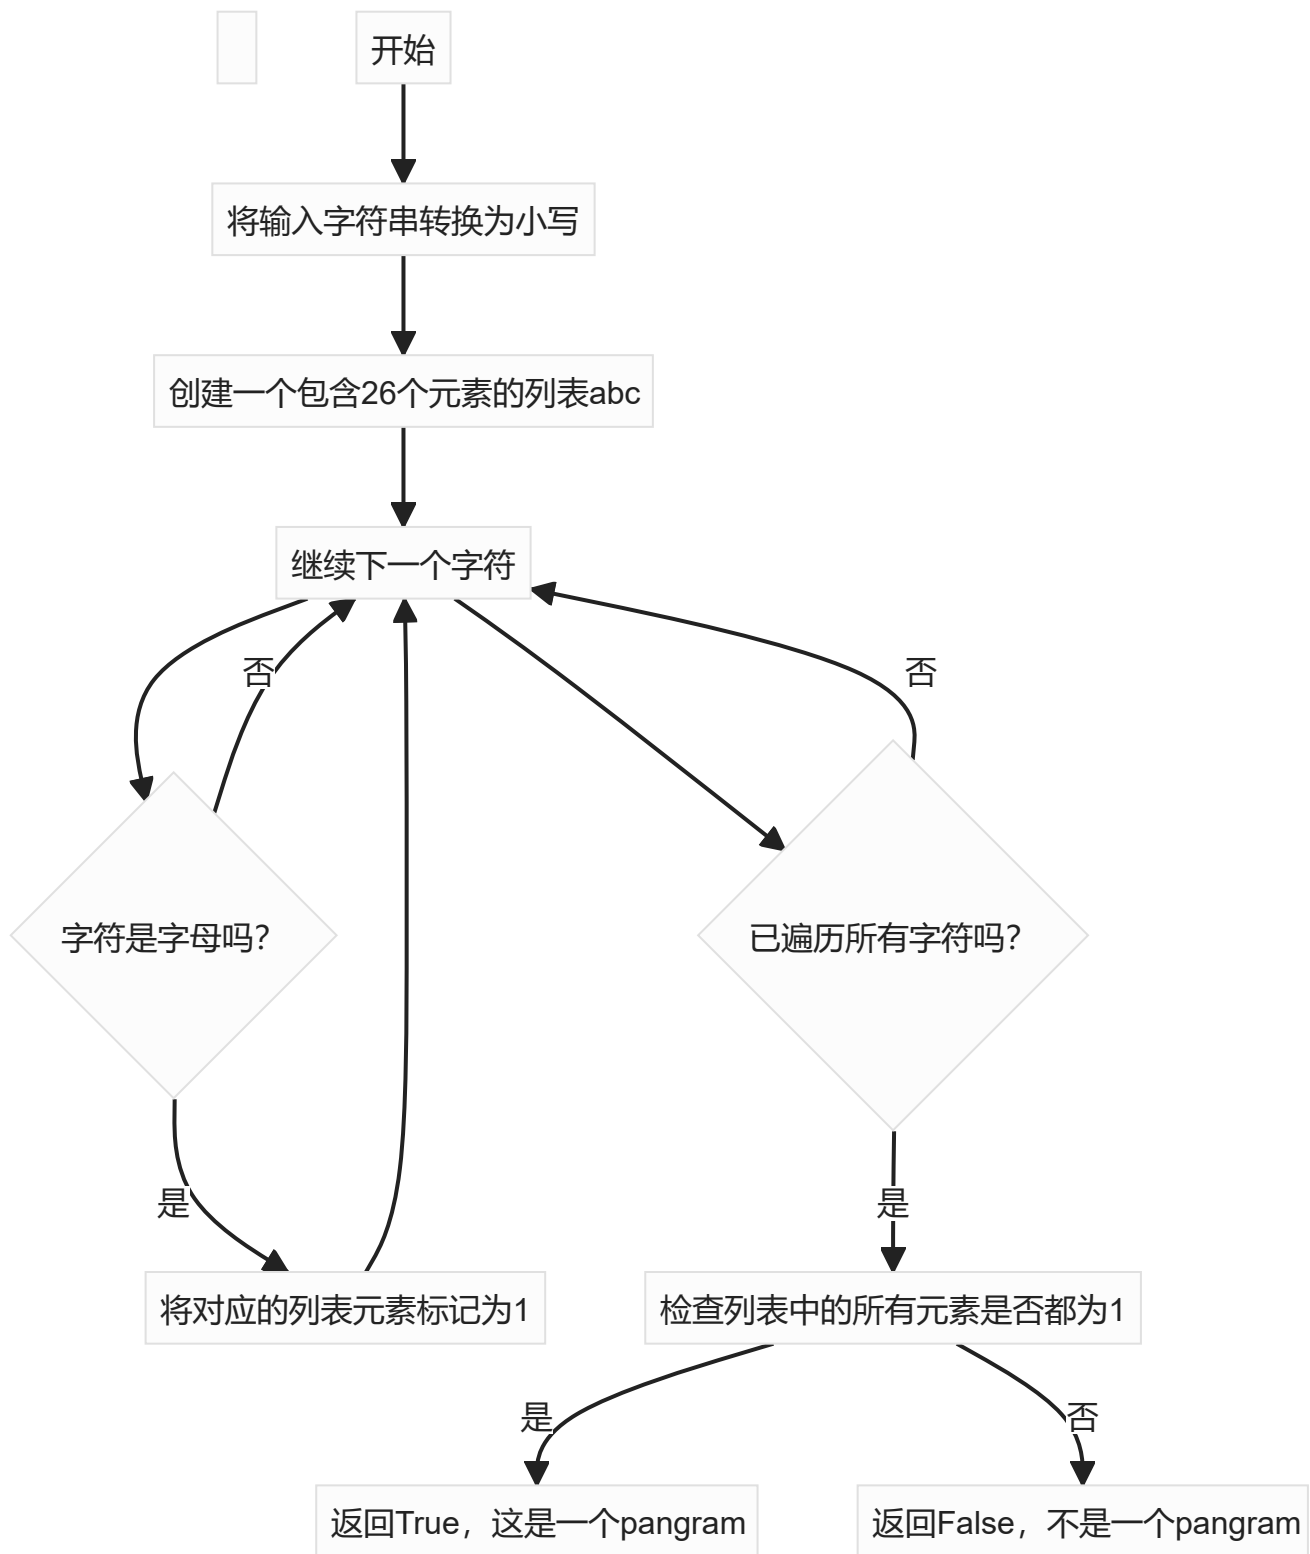 开始
将输入字符串转换为小写
创建一个包含26个元素的列表abc
继续下一个字符
否
否
字符是字母吗？
已遍历所有字符吗？
是
是
将对应的列表元素标记为1
检查列表中的所有元素是否都为1
是
否
返回True，这是一个pangram
返回False，不是一个pangram